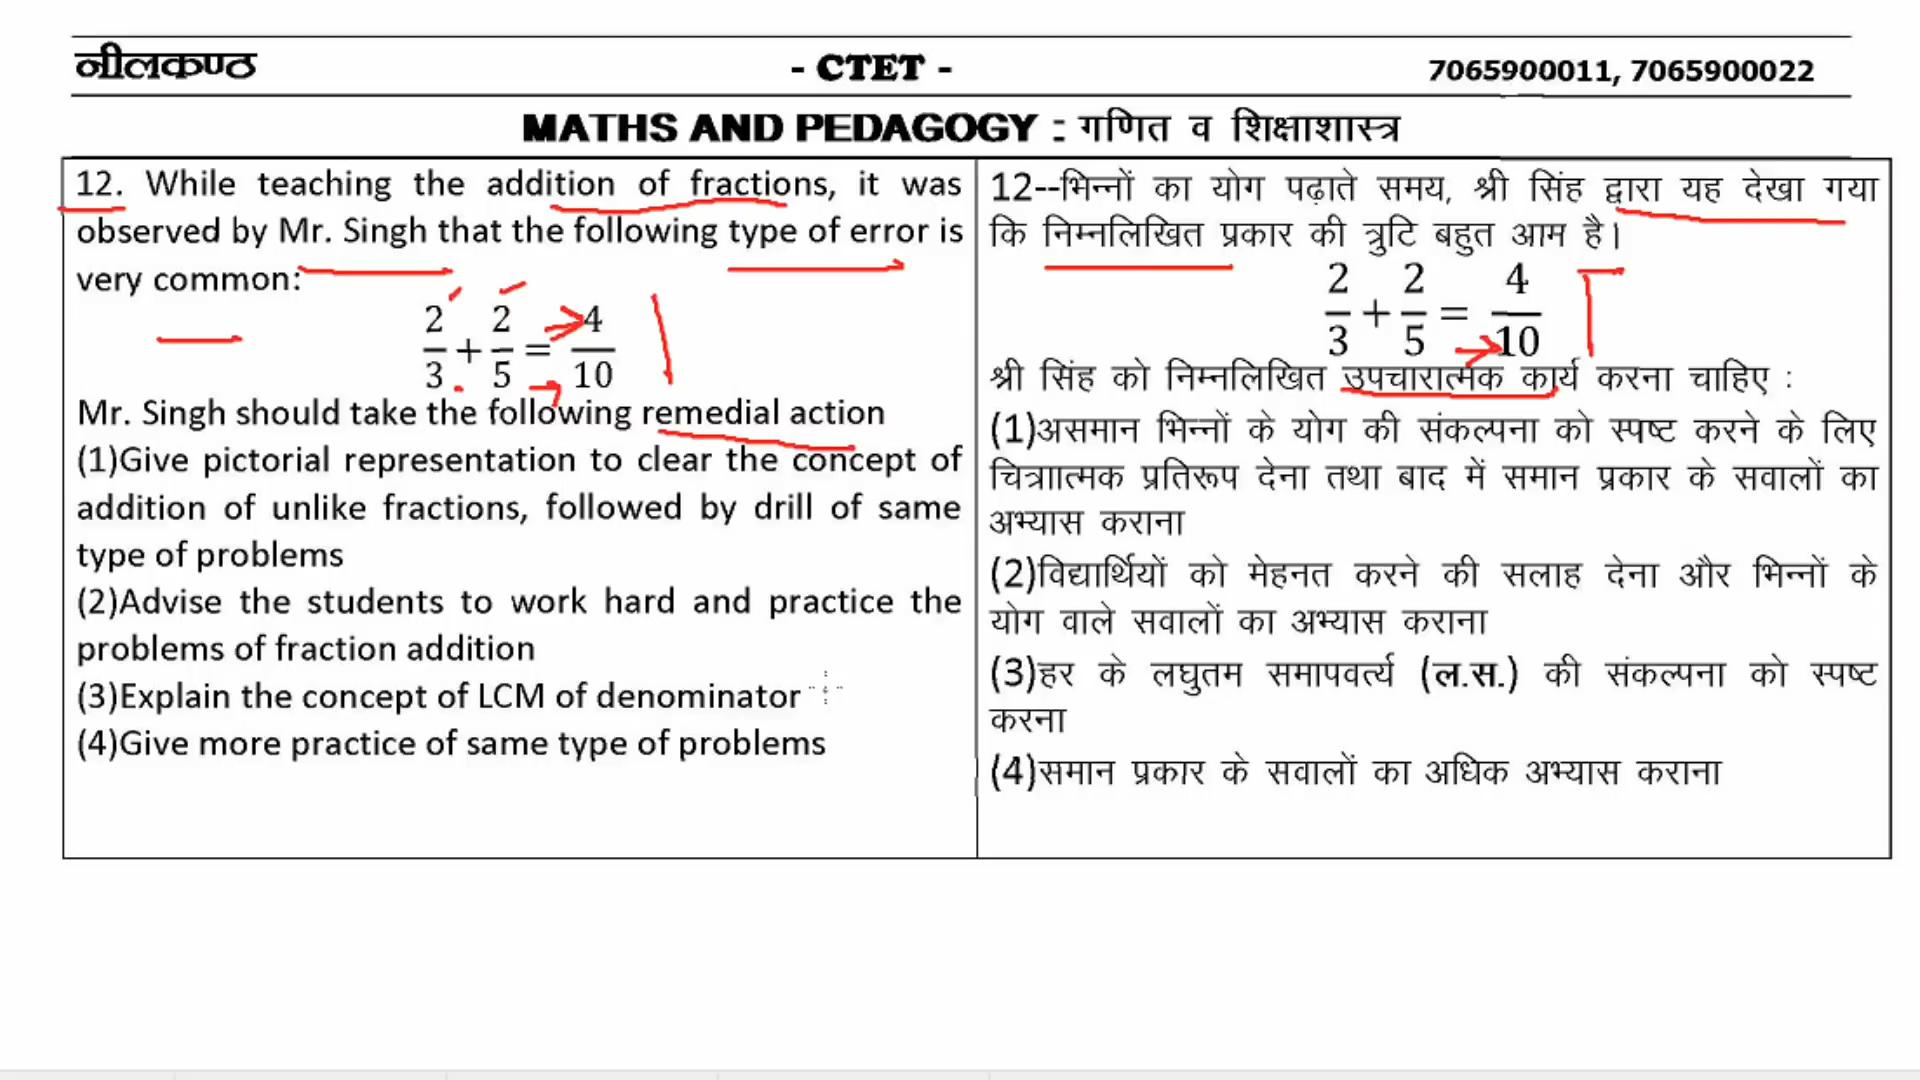 नीलकण्ठ - CTET - 7065900011, 7065900022
MATHS AND PEDAGOGY : गणित व शिक्षाशास्त्र
12. While teaching the addition of fractions, it was
observed by Mr. Singh that the following type of error is
very common:
2/3 + 2/5 = 4/10
Mr. Singh should take the following remedial action
(1)Give pictorial representation to clear the concept of
addition of unlike fractions, followed by drill of same
type of problems
(2)Advise the students to work hard and practice the
problems of fraction addition
(3)Explain the concept of LCM of denominator
(4)Give more practice of same type of problems
12--भिन्नों का योग पढ़ाते समय, श्री सिंह द्वारा यह देखा गया
कि निम्नलिखित प्रकार की त्रुटि बहुत आम है।
2/3 + 2/5 = 4/10
श्री सिंह को निम्नलिखित उपचारात्मक कार्य करना चाहिए :
(1)असमान भिन्नों के योग की संकल्पना को स्पष्ट करने के लिए
चित्राात्मक प्रतिरूप देना तथा बाद में समान प्रकार के सवालों का
अभ्यास कराना
(2)विद्यार्थियों को मेहनत करने की सलाह देना और भिन्नों के
योग वाले सवालों का अभ्यास कराना
(3)हर के लघुतम समापवर्त्य (ल.स.) की संकल्पना को स्पष्ट
करना
(4)समान प्रकार के सवालों का अधिक अभ्यास कराना